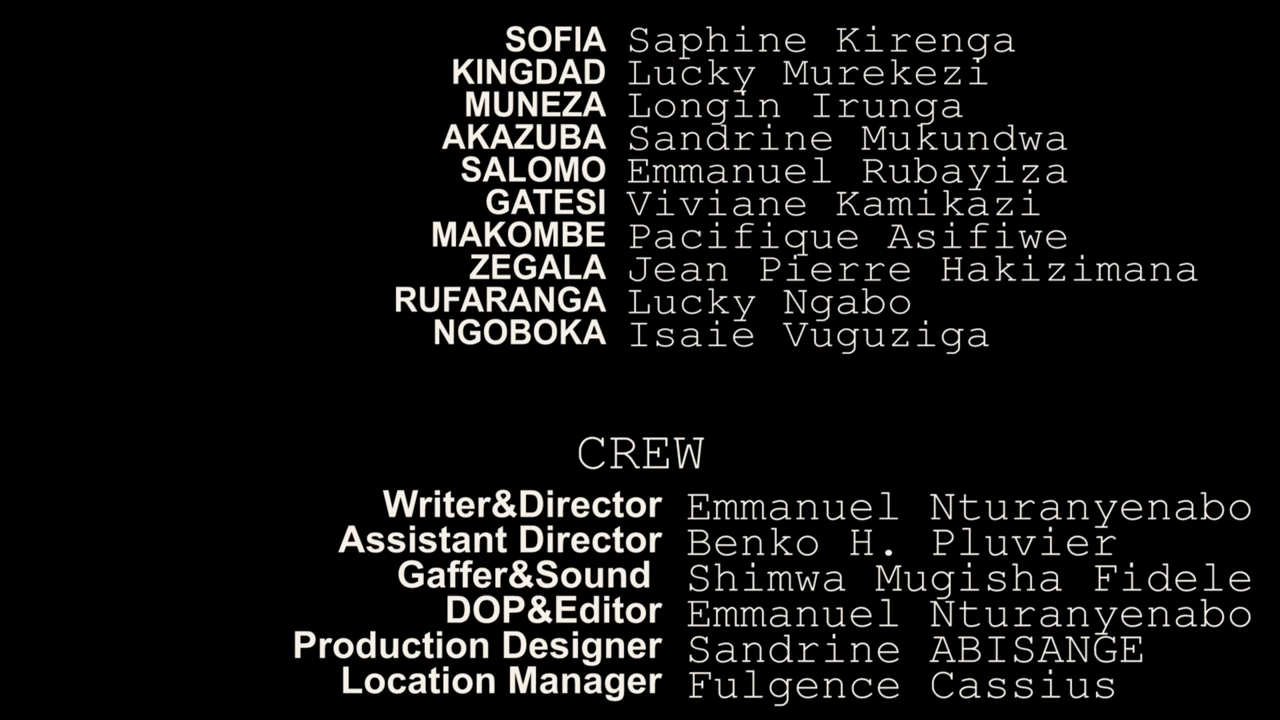 SOFIA Saphine Kirenga
KINGDAD Lucky Murekezi
MUNEZA Longin Irunga
AKAZUBA Sandrine Mukundwa
SALOMO Emmanuel Rubayiza
GATESI Viviane Kamikazi
MAKOMBE Pacifique Asifiwe
ZEGALA Jean Pierre Hakizimana
RUFARANGA Lucky Ngabo
NGOBOKA Isaie Vuguziga
CREW
Writer&Director Emmanuel Nturanyenabo
Assistant Director Benko H. Pluvier
Gaffer&Sound Shimwa Mugisha Fidele
DOP&Editor Emmanuel Nturanyenabo
Production Designer Sandrine ABISANGE
Location Manager Fulgence Cassius